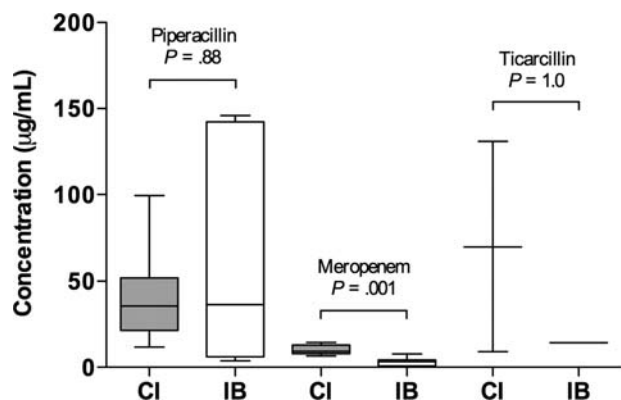 Concentration (μg/mL)
200
150
100
50
0
Piperacillin
P = .88
Meropenem
P = .001
Ticarcillin
P = 1.0
CI IB CI IB CI IB